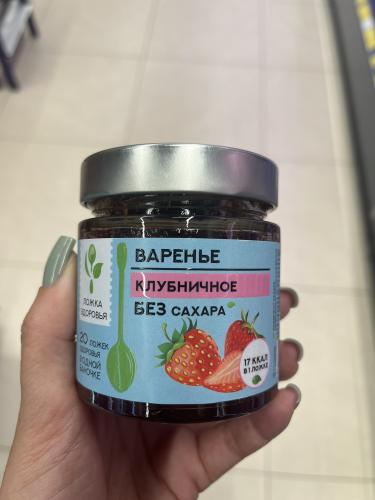 ВАРЕНЬЕ
КЛУБНИЧНОЕ
БЕЗ САХАРА
ЛОЖКА
ЗДОРОВЬЯ
20 ЛОЖЕК
ЗДОРОВЬЯ
В ОДНОЙ
БАНОЧКЕ
17 ККАЛ
В 1 ЛОЖКЕ